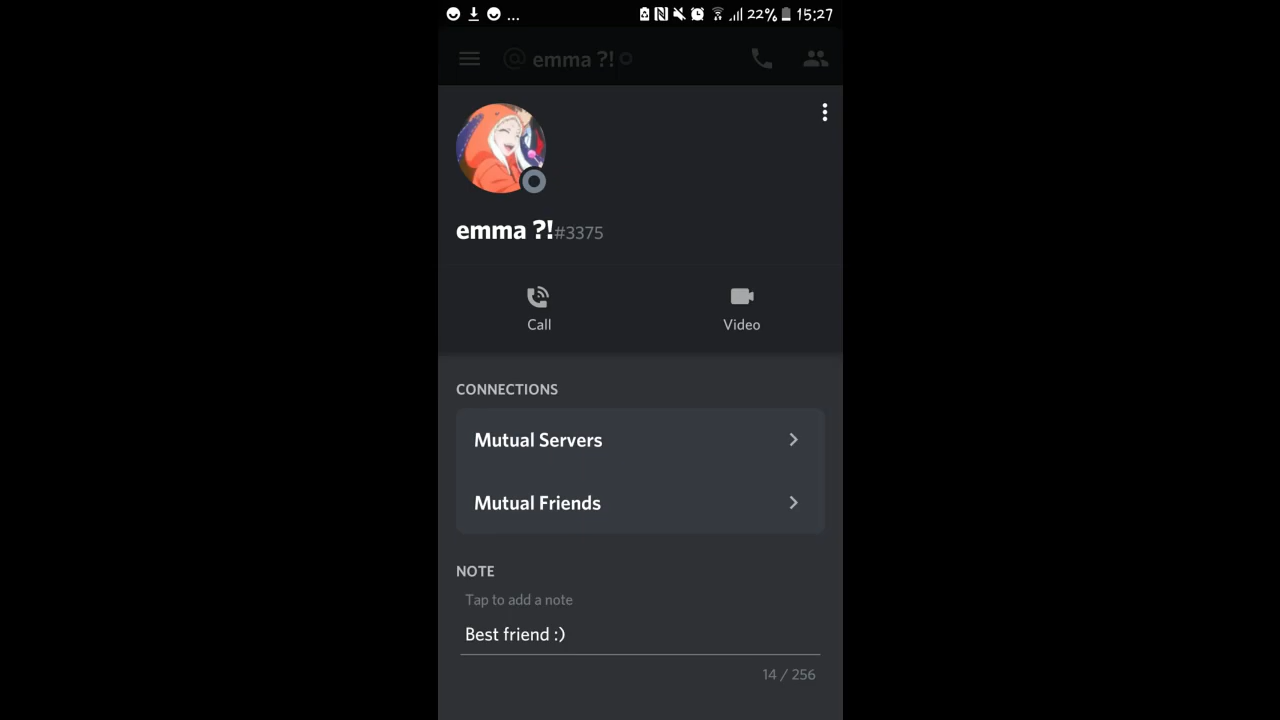 ... 22% 15:27
@ emma ?!
emma ?!#3375
Call Video
CONNECTIONS
Mutual Servers
Mutual Friends
NOTE
Tap to add a note
Best friend :)
14 / 256